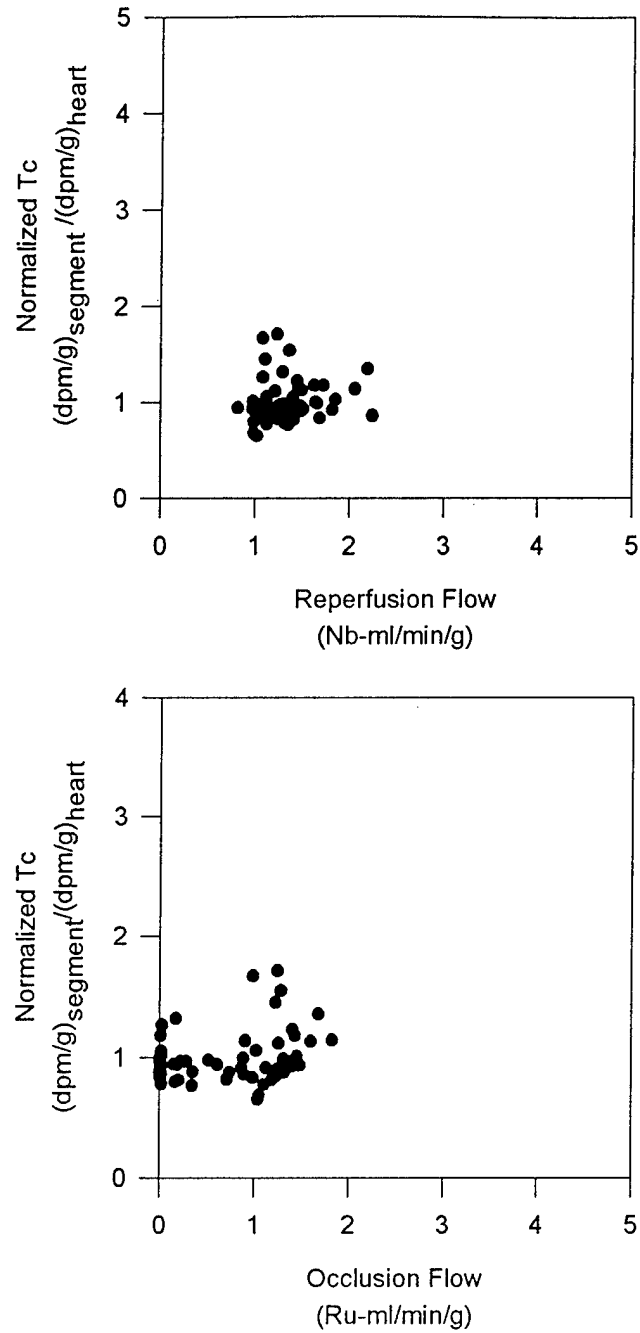 5
4
3
2
1
0
Normalized Tc
(dpm/g)segment/(dpm/g)heart
0 1 2 3 4 5
Reperfusion Flow
(Nb-ml/min/g)
4
3
2
1
0
Normalized Tc
(dpm/g)segment/(dpm/g)heart
0 1 2 3 4 5
Occlusion Flow
(Ru-ml/min/g)